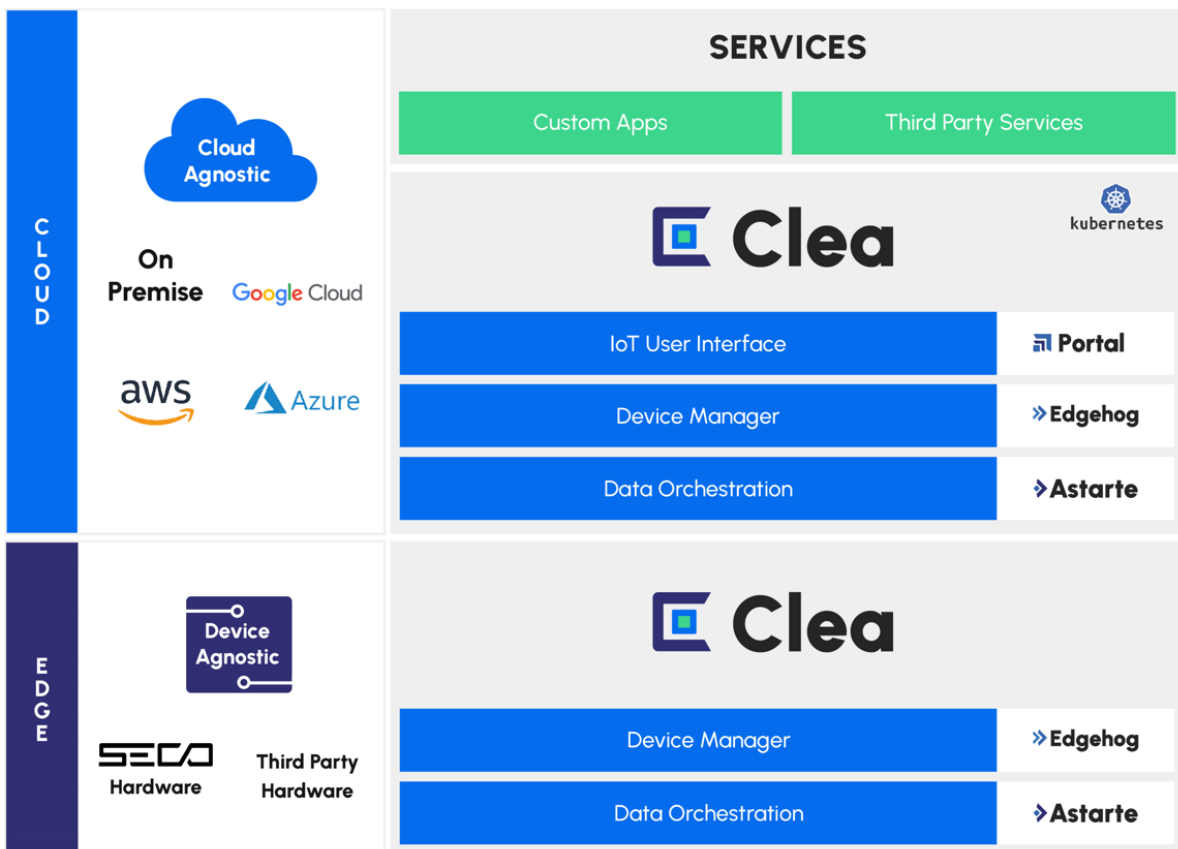 CLOUD
Cloud
Agnostic
On
Premise
Google Cloud
aws
Azure
SERVICES
Custom Apps
Third Party Services
Clea
kubernetes
IoT User Interface
Portal
Device Manager
Edgehog
Data Orchestration
Astarte
EDGE
Device
Agnostic
SECO
Hardware
Third Party
Hardware
Clea
Device Manager
Edgehog
Data Orchestration
Astarte